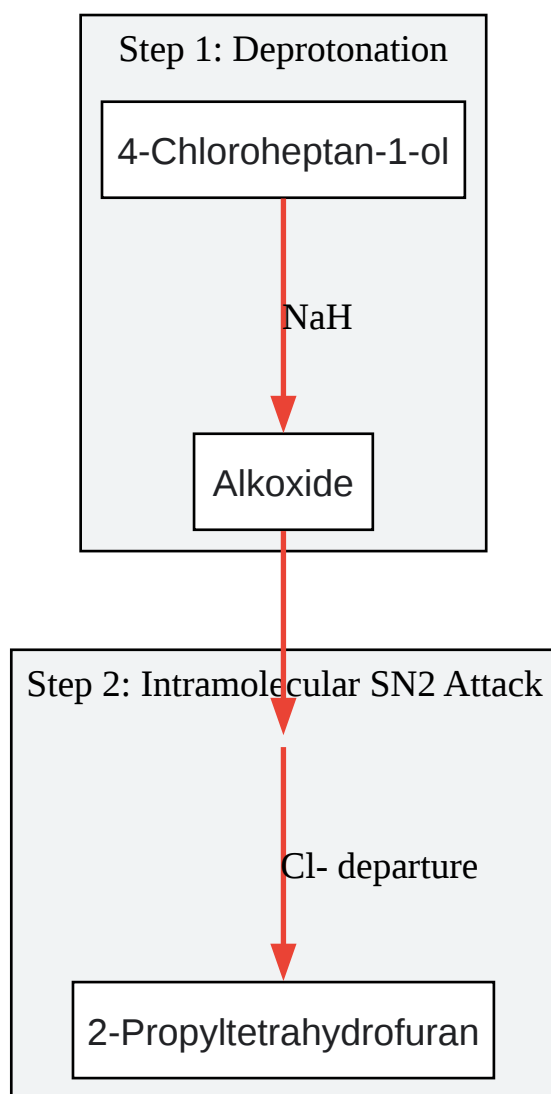 Step 1: Deprotonation
4-Chloroheptan-1-ol
NaH
Alkoxide
Step 2: Intramolecular SN2 Attack
Cl- departure
2-Propyltetrahydrofuran